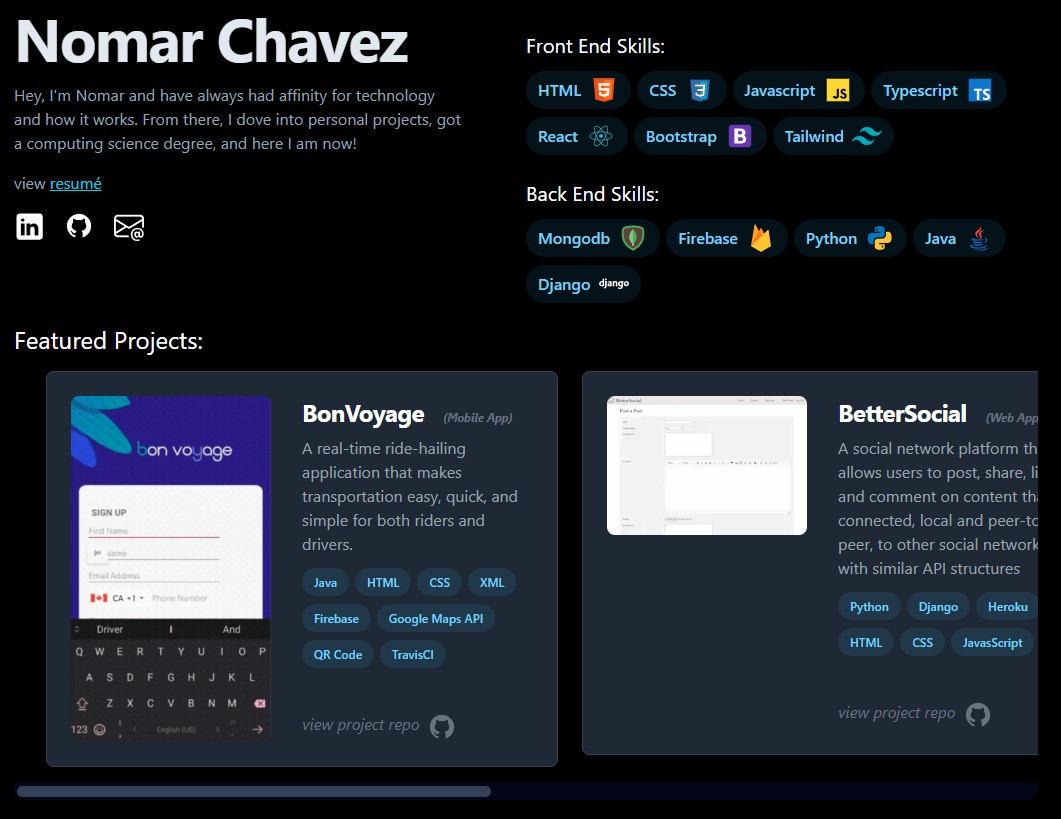 Nomar Chavez
Hey, I'm Nomar and have always had affinity for technology
and how it works. From there, I dove into personal projects, got
a computing science degree, and here I am now!
view resumé
in
Front End Skills:
HTML 5
CSS 3
Javascript JS
Typescript TS
React
Bootstrap B
Tailwind
Back End Skills:
Mongodb
Firebase
Python
Java
Django django
Featured Projects:
bon voyage
SIGN UP
First Name
Email Address
CA +1
Phone Number
Driver I And
Q W E R T Y U I O P
A S D F G H J K L
Z X C V B N M
123 English (US)
BonVoyage (Mobile App)
A real-time ride-hailing
application that makes
transportation easy, quick, and
simple for both riders and
drivers.
Java HTML CSS XML
Firebase Google Maps API
QR Code TravisCI
view project repo
BetterSocial
Post a Post
BetterSocial (Web App
A social network platform th
allows users to post, share, li
and comment on content tha
connected, local and peer-to
peer, to other social network
with similar API structures
Python Django Heroku
HTML CSS JavasScript
view project repo